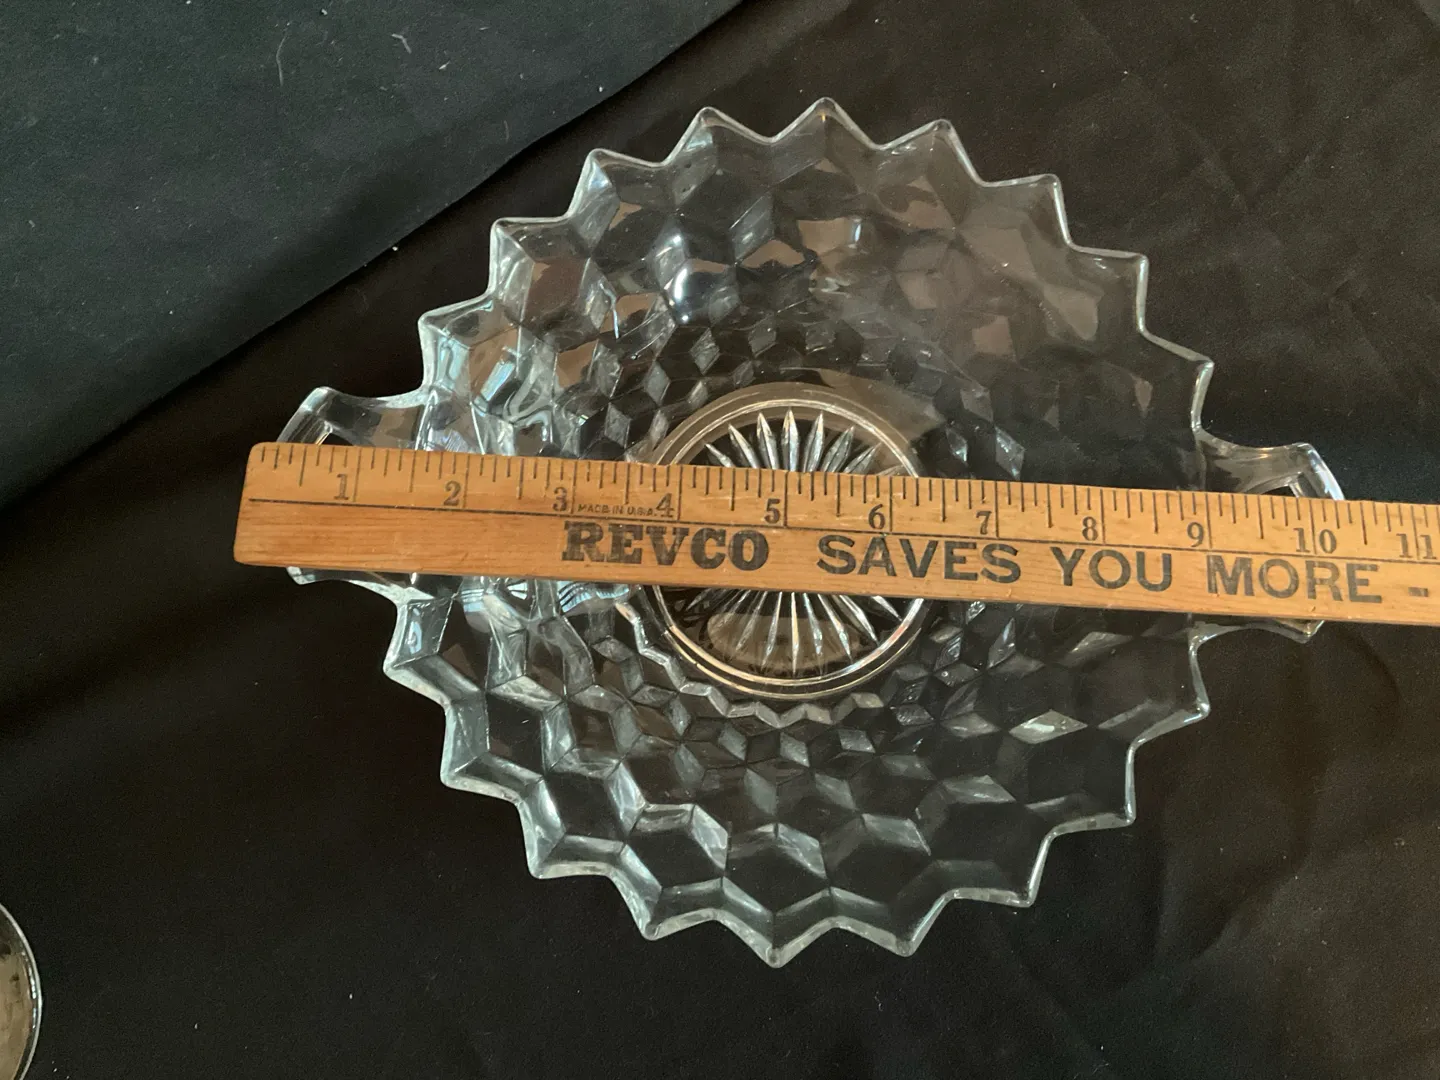 1 2 3 4 5 6 7 8 9 10 11
MADE IN U.S.A.
REVCO SAVES YOU MORE -